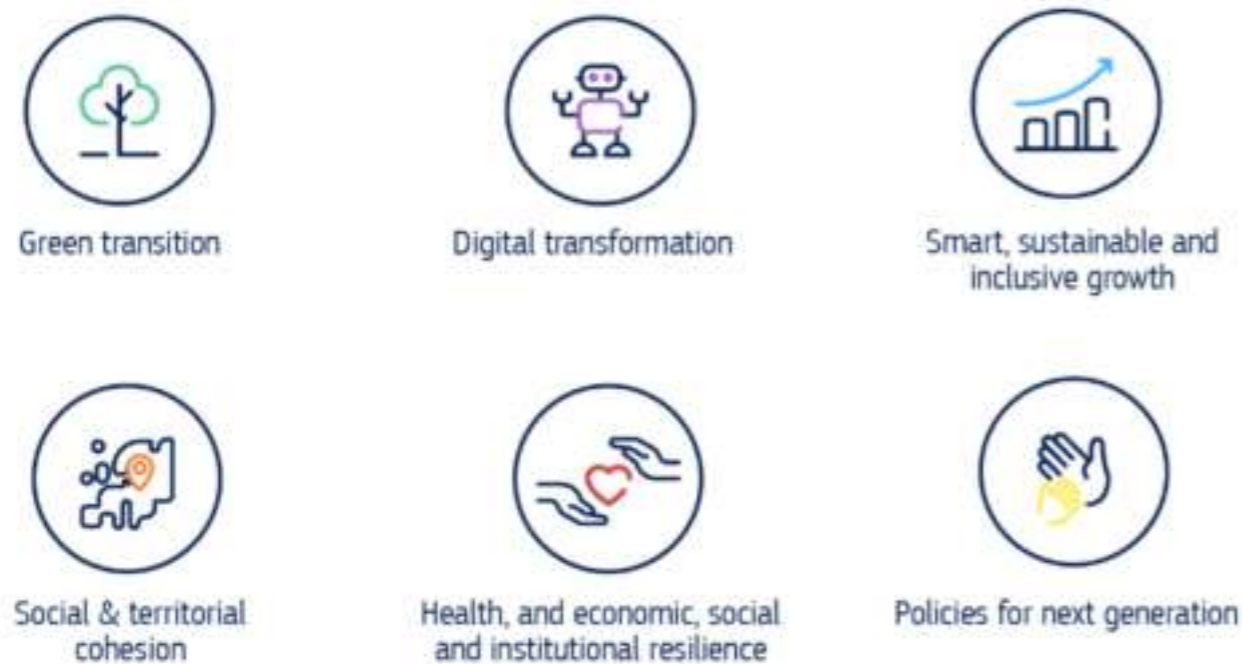 Green transition
Digital transformation
Smart, sustainable and
inclusive growth
Social & territorial
cohesion
Health, and economic, social
and institutional resilience
Policies for next generation